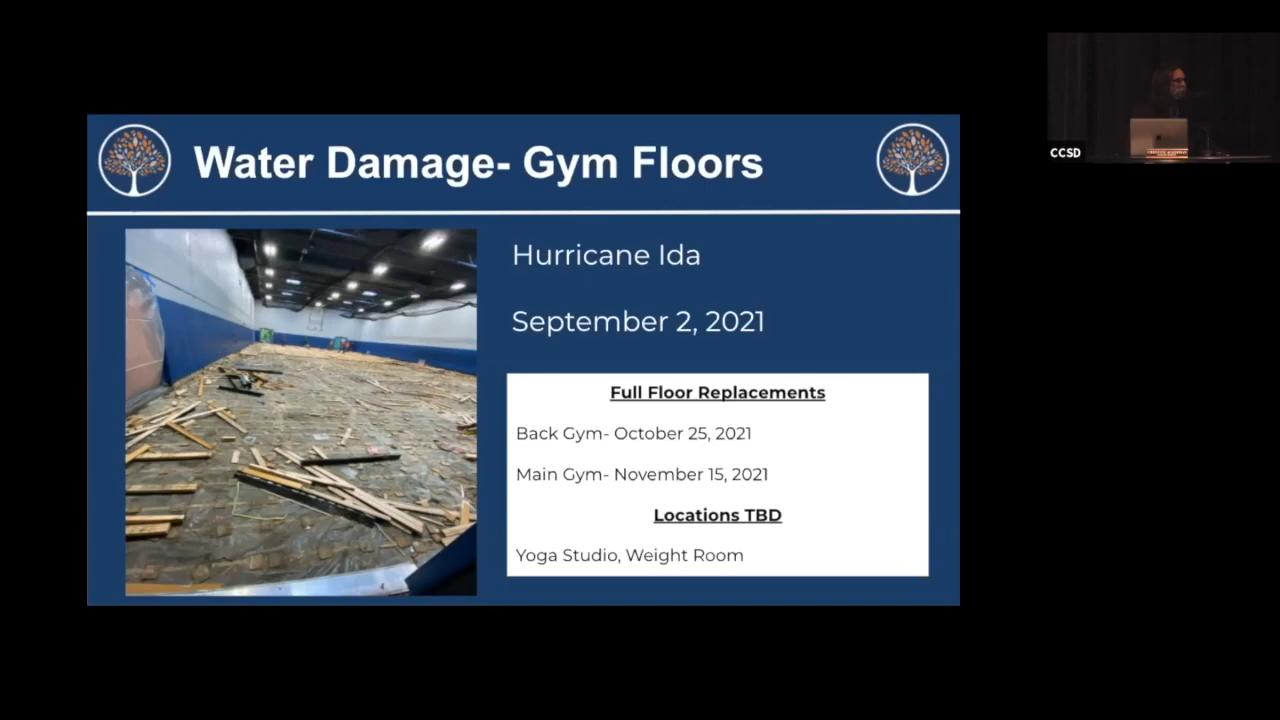 Water Damage- Gym Floors
CCSD
Hurricane Ida
September 2, 2021
Full Floor Replacements
Back Gym- October 25, 2021
Main Gym- November 15, 2021
Locations TBD
Yoga Studio, Weight Room